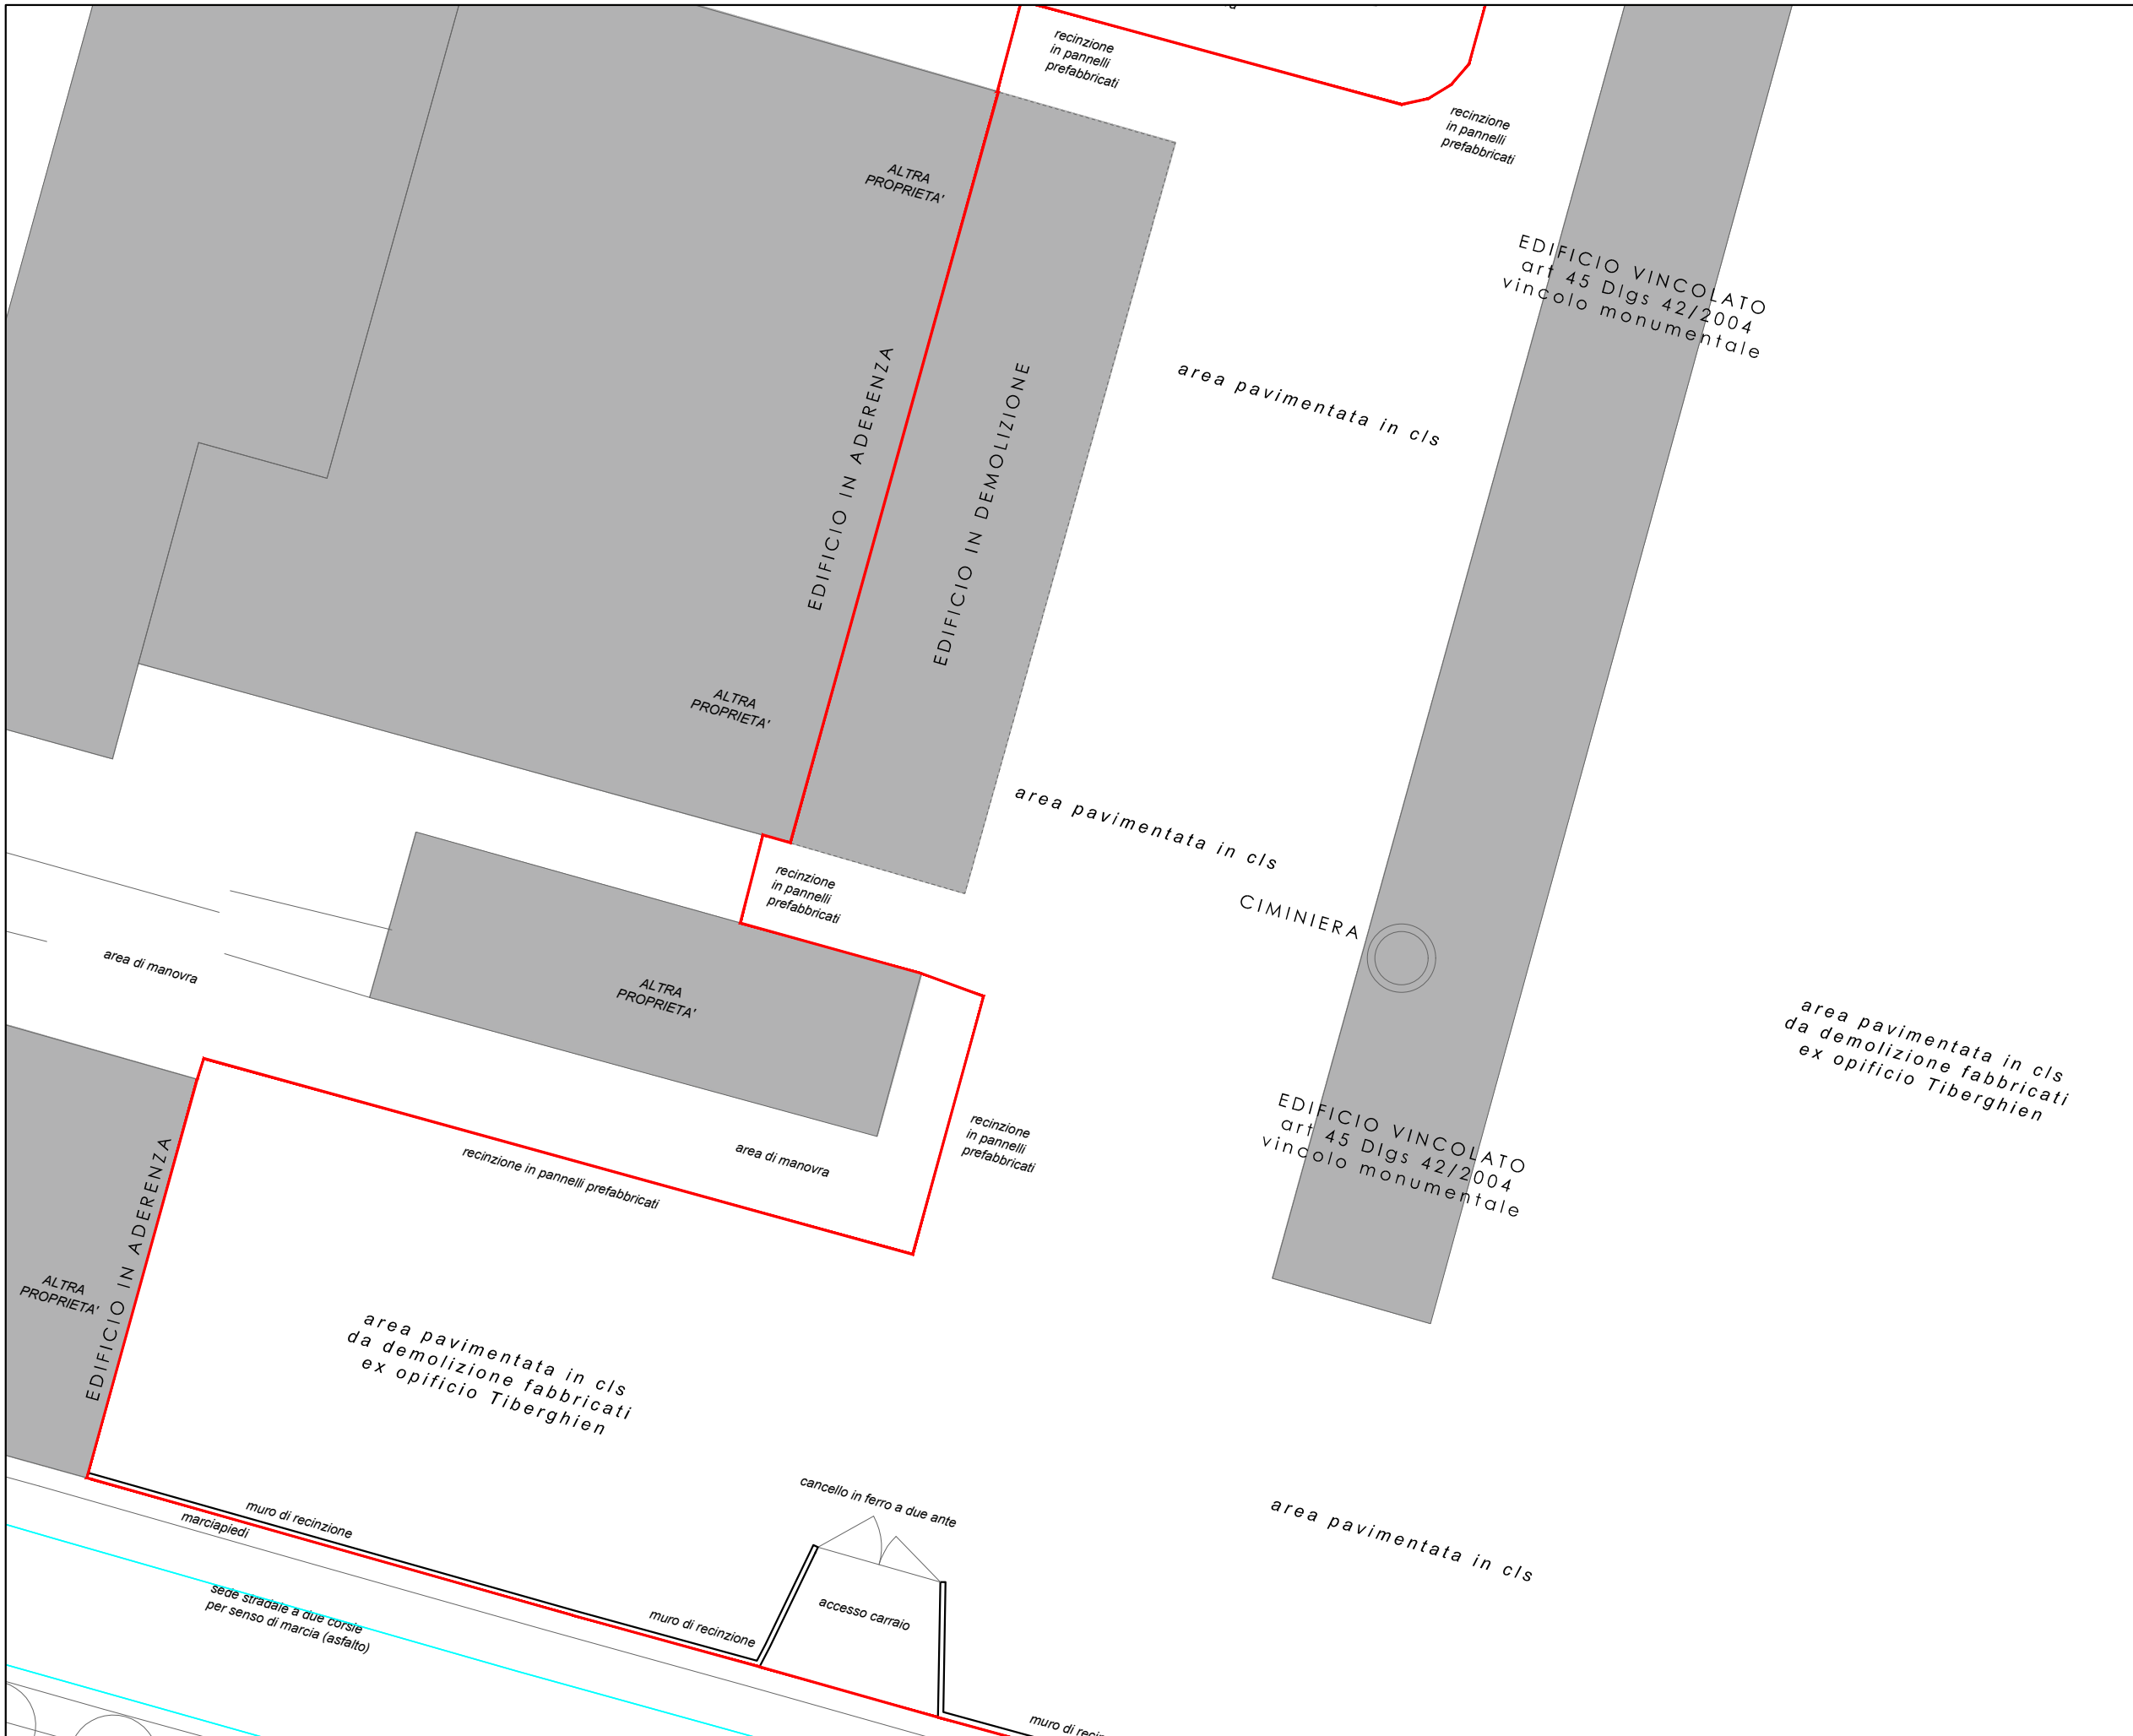 recinzione
in pannelli
prefabbricati
recinzione
in pannelli
prefabbricati
ALTRA
PROPRIETA'
EDIFICIO VINCOLATO
art 45 Dlgs 42/2004
vincolo monumentale
EDIFICIO IN ADERENZA
EDIFICIO IN DEMOLIZIONE
area pavimentata in cls
ALTRA
PROPRIETA'
area pavimentata in cls
recinzione
in pannelli
prefabbricati
CIMINIERA
area di manovra
ALTRA
PROPRIETA'
area pavimentata in cls
da demolizione fabbricati
ex opificio Tiberghien
EDIFICIO VINCOLATO
art 45 Dlgs 42/2004
vincolo monumentale
recinzione
in pannelli
prefabbricati
area di manovra
recinzione in pannelli prefabbricati
EDIFICIO IN ADERENZA
ALTRA
PROPRIETA'
area pavimentata in cls
da demolizione fabbricati
ex opificio Tiberghien
cancello in ferro a due ante
area pavimentata in cls
muro di recinzione
marciapiedi
sede stradale a due corsie
per senso di marcia (asfalto)
accesso carraio
muro di recinzione
muro di